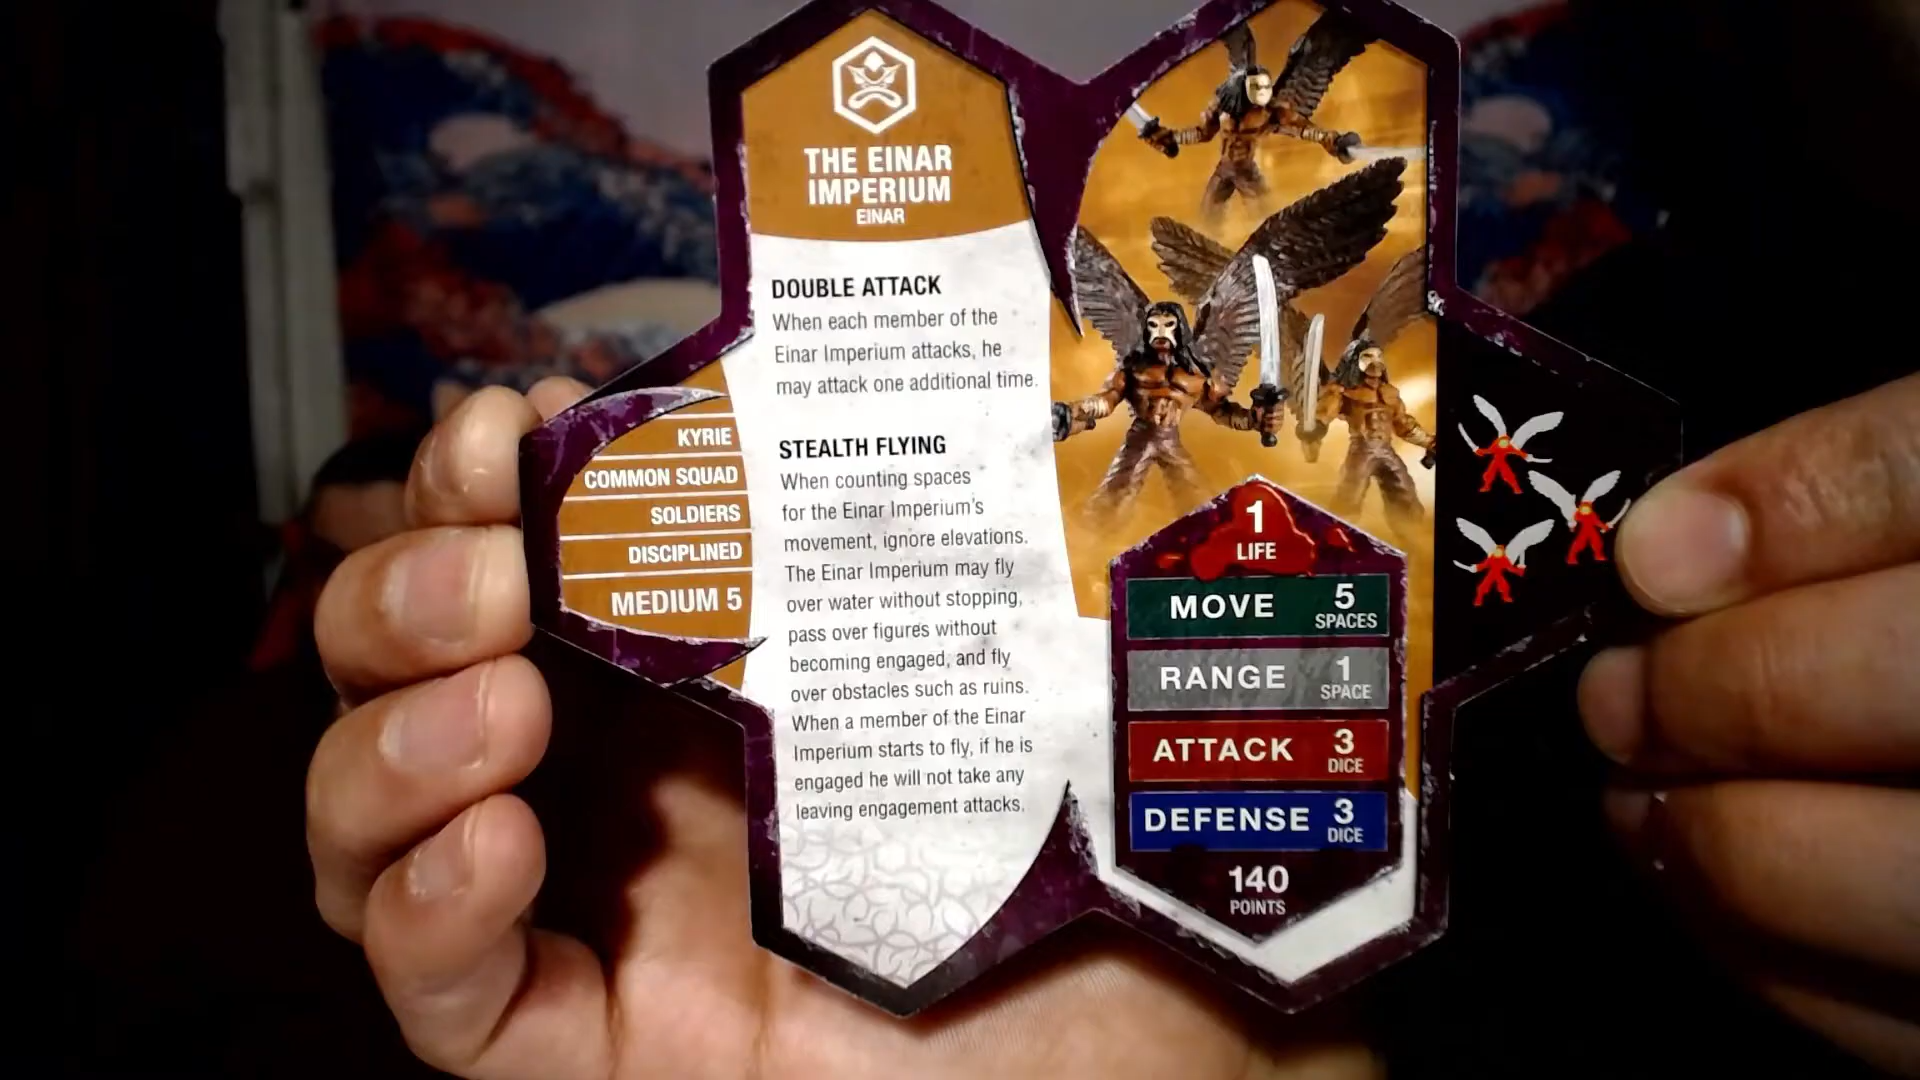 THE EINAR
IMPERIUM
EINAR
DOUBLE ATTACK
When each member of the
Einar Imperium attacks, he
may attack one additional time.
STEALTH FLYING
When counting spaces
for the Einar Imperium's
movement, ignore elevations.
The Einar Imperium may fly
over water without stopping,
pass over figures without
becoming engaged, and fly
over obstacles such as ruins.
When a member of the Einar
Imperium starts to fly, if he is
engaged he will not take any
leaving engagement attacks.
KYRIE
COMMON SQUAD
SOLDIERS
DISCIPLINED
MEDIUM 5
1
LIFE
MOVE 5
SPACES
RANGE 1
SPACE
ATTACK 3
DICE
DEFENSE 3
DICE
140
POINTS